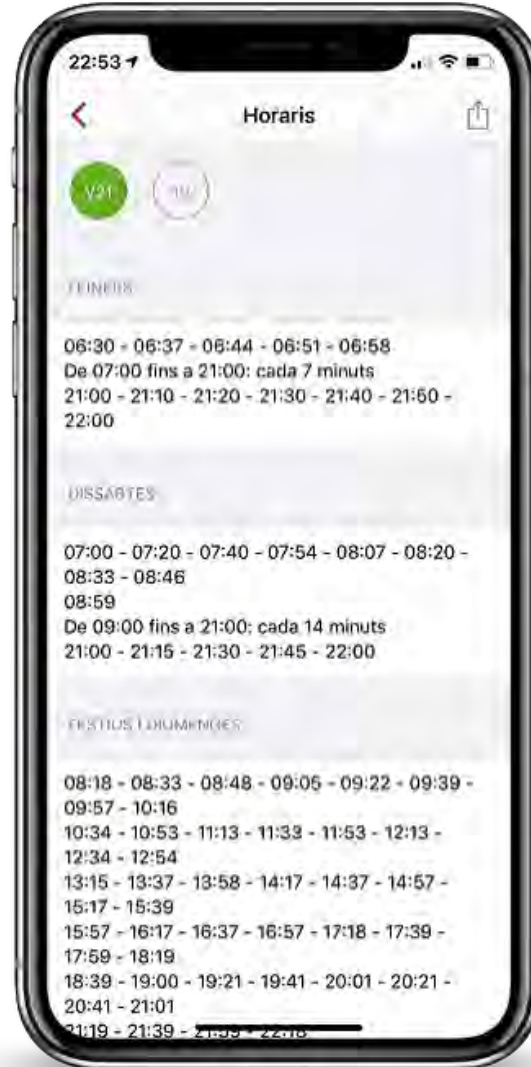 22:53
Horaris
V21
FEINERS
06:30 - 06:37 - 06:44 - 06:51 - 06:58
De 07:00 fins a 21:00: cada 7 minuts
21:00 - 21:10 - 21:20 - 21:30 - 21:40 - 21:50 -
22:00
DISSABTES
07:00 - 07:20 - 07:40 - 07:54 - 08:07 - 08:20 -
08:33 - 08:46
08:59
De 09:00 fins a 21:00: cada 14 minuts
21:00 - 21:15 - 21:30 - 21:45 - 22:00
FESTIUS I DIUMENGES
08:18 - 08:33 - 08:48 - 09:05 - 09:22 - 09:39 -
09:57 - 10:16
10:34 - 10:53 - 11:13 - 11:33 - 11:53 - 12:13 -
12:34 - 12:54
13:15 - 13:37 - 13:58 - 14:17 - 14:37 - 14:57 -
15:17 - 15:39
15:57 - 16:17 - 16:37 - 16:57 - 17:18 - 17:39 -
17:59 - 18:19
18:39 - 19:00 - 19:21 - 19:41 - 20:01 - 20:21 -
20:41 - 21:01
21:19 - 21:39 - 21:59 - 22:18